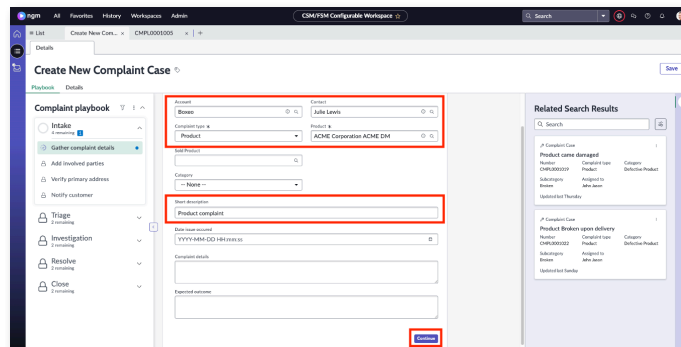 ngm All Favorites History Workspaces Admin CSM/FSM Configurable Workspace Search
List Create New Com... × CMPL0001005 × +
Details
Create New Complaint Case Save
Playbook Details
Complaint playbook
Intake
4 remaining
Gather complaint details
Add involved parties
Verify primary address
Notify customer
Triage
2 remaining
Investigation
2 remaining
Resolve
2 remaining
Close
2 remaining
Account Contact
Boxeo Julie Lewis
Complaint type Product
Product ACME Corporation ACME DM
Sold Product
Category
-- None --
Short description
Product complaint
Date issue occured
YYYY-MM-DD HH:mm:ss
Complaint details
Expected outcome
Continue
Related Search Results
Search
Complaint Case
Product came damaged
Number Complaint type Category
CMPL0001019 Product Defective Product
Subcategory Assigned to
Broken John Jason
Updated last Thursday
Complaint Case
Product Broken upon delivery
Number Complaint type Category
CMPL0001022 Product Defective Product
Subcategory Assigned to
Broken John Jason
Updated last Sunday